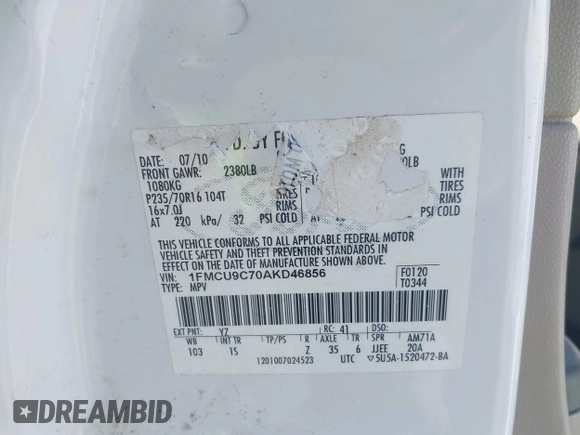 DATE: 07/10
FRONT GAWR: 2380LB
1080KG
P235/70R16 104T
16x7.0J
AT 220 kPa/ 32 PSI COLD
WITH
TIRES
RIMS
PSI COLD
THIS VEHICLE CONFORMS TO ALL APPLICABLE FEDERAL MOTOR
VEHICLE SAFETY AND BUMPER STANDARDS IN
EFFECT ON THE DATE OF MANUFACTURE SHOWN ABOVE.
VIN: 1FMCU9C70AKD46856
TYPE: MPV
F0120
T0344
EXT PNT: YZ RC: 41 DSO:
WB INT TR TP/PS R AXLE TR SPR AM71A
103 15 Z 35 6 JJEE 20A
1201007024523 UTC ▽5U5A-1520472-BA
DREAMBID